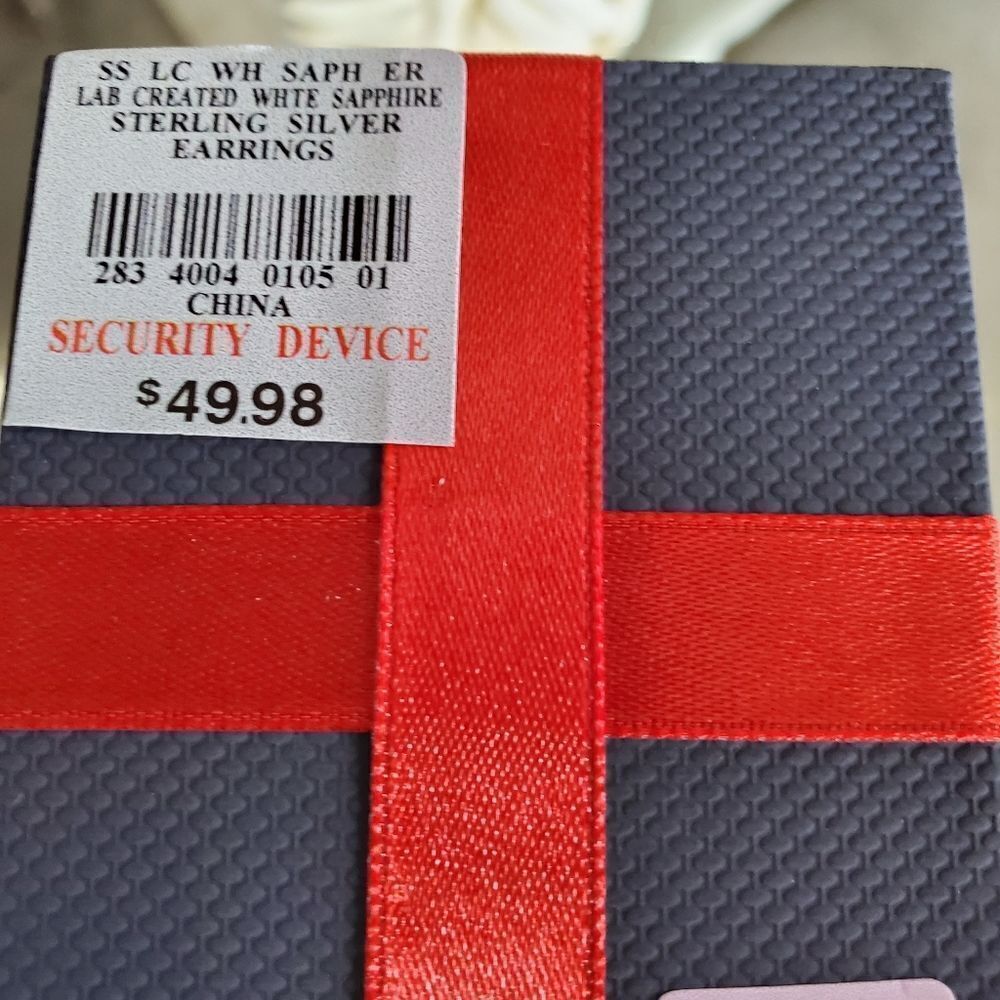 SS LC WH SAPH ER
LAB CREATED WHTE SAPPHIRE
STERLING SILVER
EARRINGS
283 4004 0105 01
CHINA
SECURITY DEVICE
$49.98